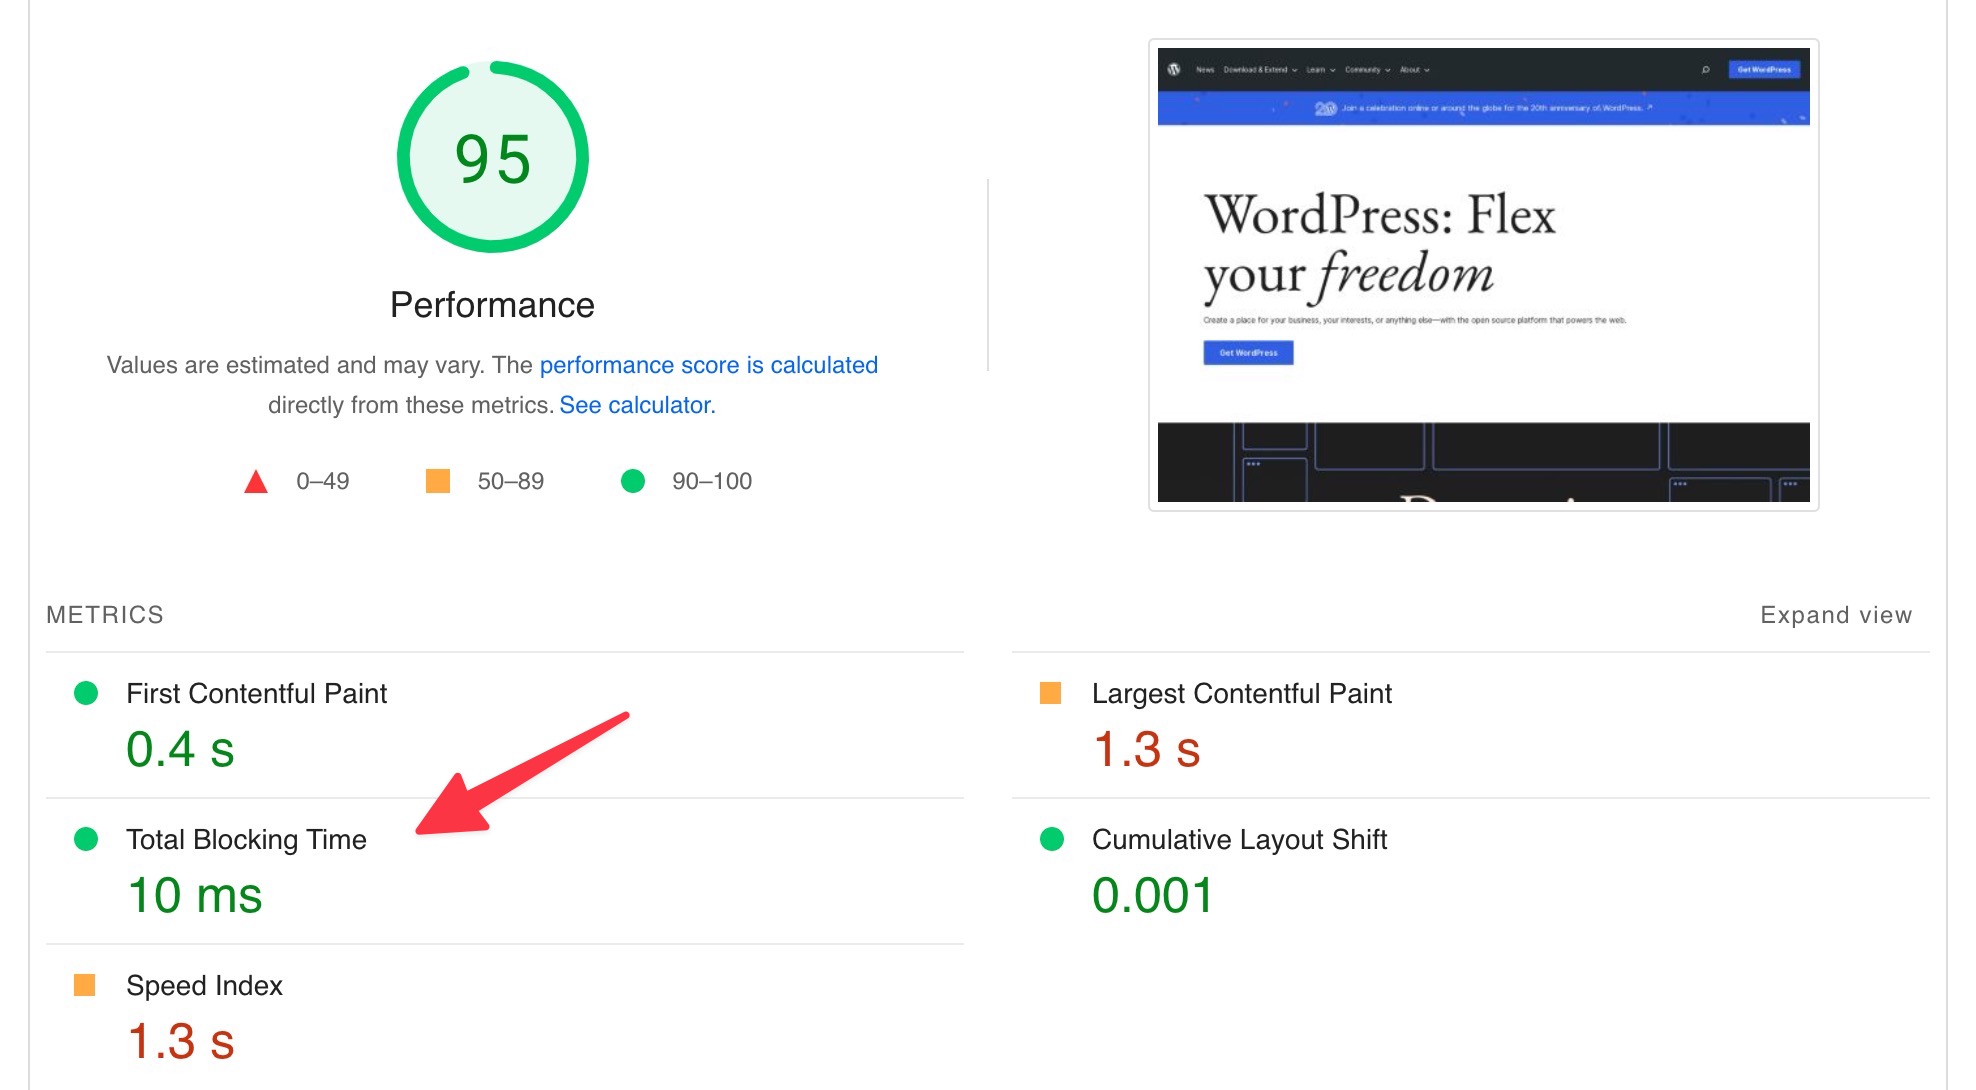 95
Performance
Values are estimated and may vary. The performance score is calculated
directly from these metrics. See calculator.
0–49 50–89 90–100
News Download & Extend Learn Community About Get WordPress
20 Join a celebration online or around the globe for the 20th anniversary of WordPress.
WordPress: Flex
your freedom
Create a place for your business, your interests, or anything else—with the open source platform that powers the web.
Get WordPress
METRICS
Expand view
First Contentful Paint
0.4 s
Largest Contentful Paint
1.3 s
Total Blocking Time
10 ms
Cumulative Layout Shift
0.001
Speed Index
1.3 s